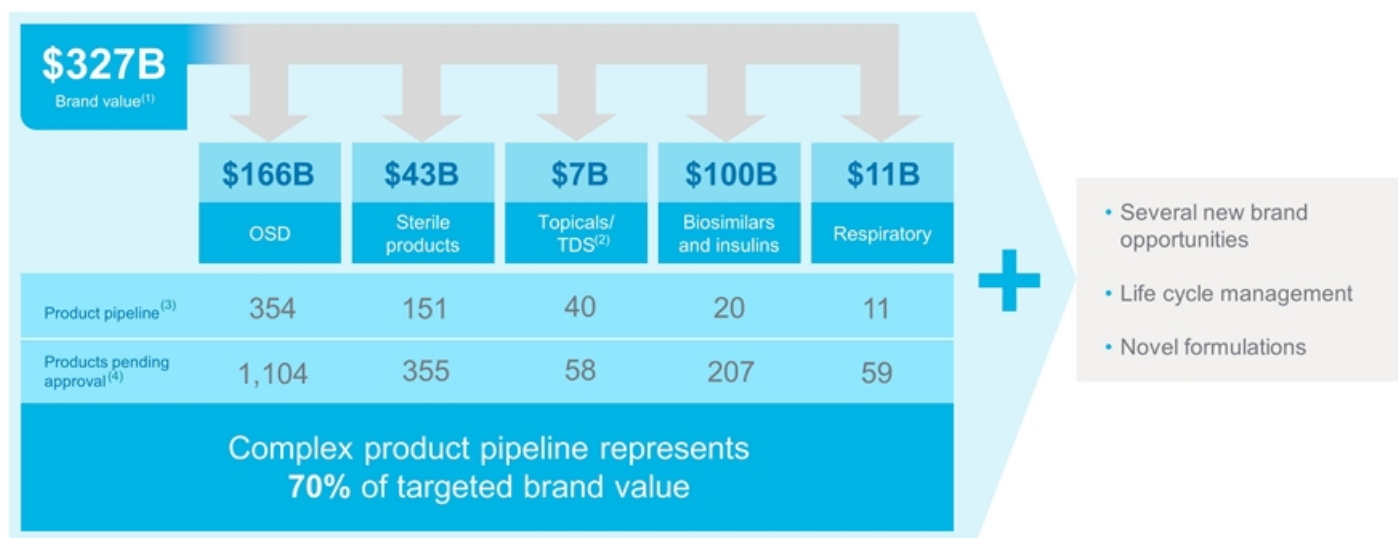 $327B
Brand value(1)
$166B
$43B
$7B
$100B
$11B
OSD
Sterile
products
Topicals/
TDS(2)
Biosimilars
and insulins
Respiratory
Product pipeline(3)
354
151
40
20
11
Products pending
approval(4)
1,104
355
58
207
59
Complex product pipeline represents
70% of targeted brand value
+
• Several new brand
opportunities
• Life cycle management
• Novel formulations